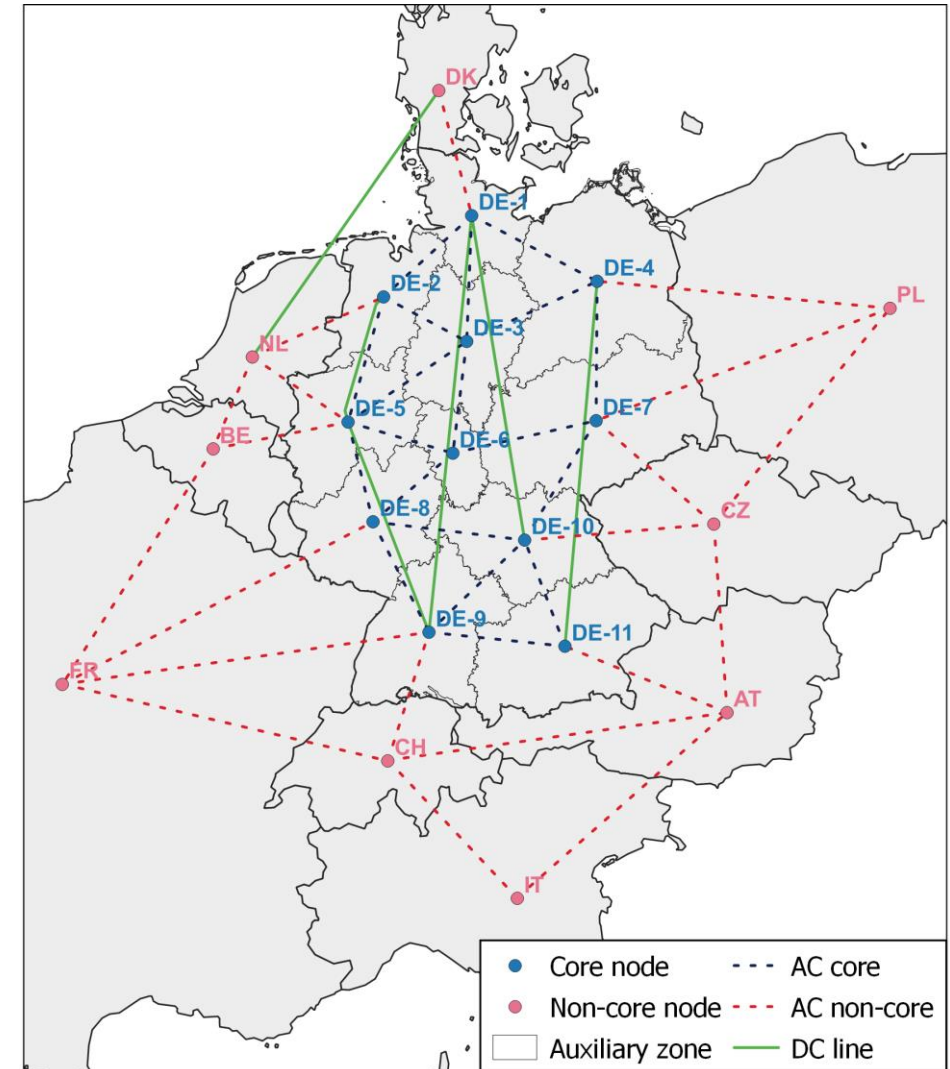 DK
DE-1
DE-4
DE-2
PL
DE-3
NL
DE-5
DE-7
BE
DE-6
DE-8
CZ
DE-10
DE-9
DE-11
FR
AT
CH
IT
Core node
AC core
Non-core node
AC non-core
Auxiliary zone
DC line